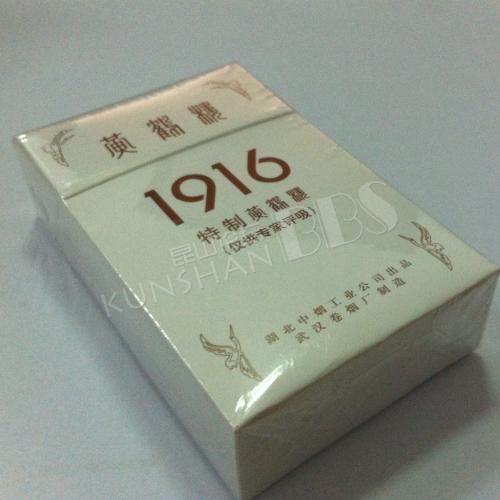 黄鹤楼
1916
特制黄鹤楼
(仅供专家评吸)
湖北中烟工业公司出品
武汉卷烟厂制造
昆山
KUNSHAN BBS